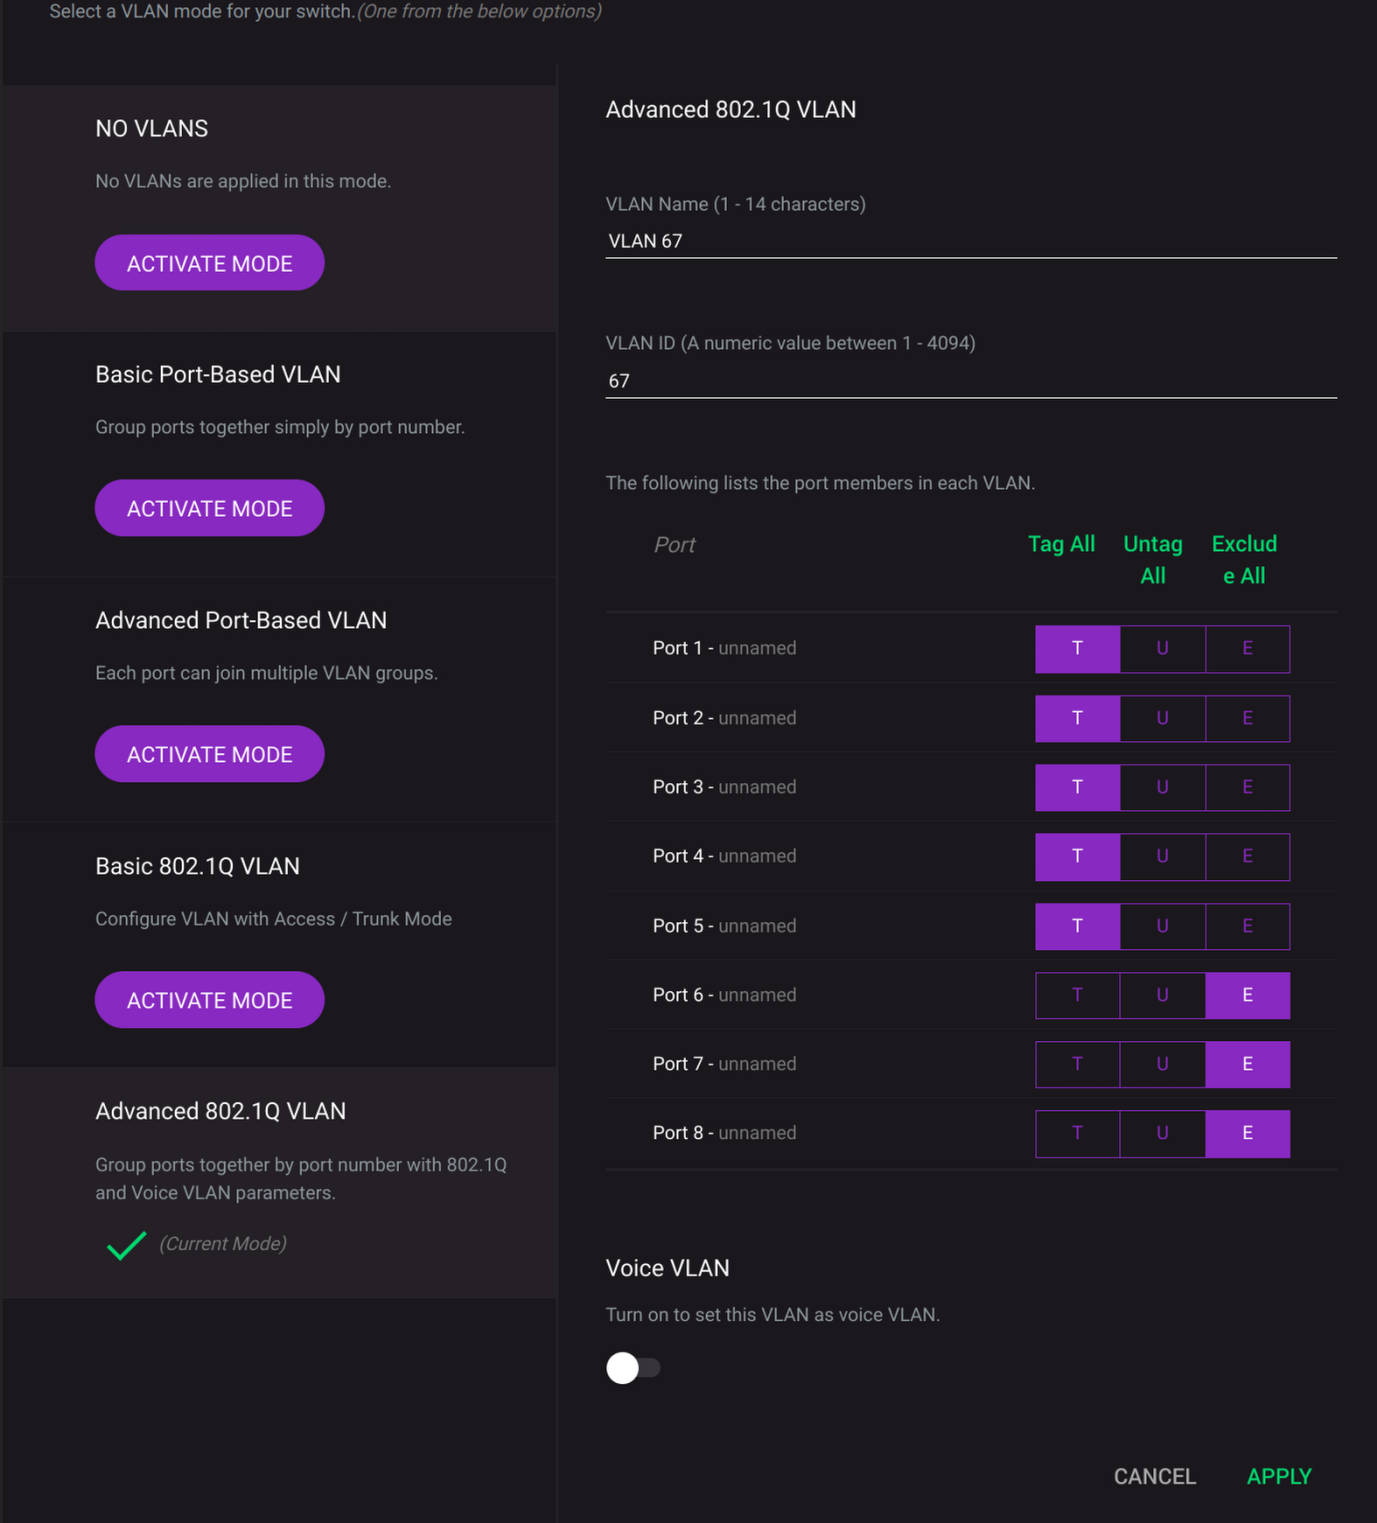 Select a VLAN mode for your switch.(One from the below options)
NO VLANS
No VLANs are applied in this mode.
ACTIVATE MODE
Basic Port-Based VLAN
Group ports together simply by port number.
ACTIVATE MODE
Advanced Port-Based VLAN
Each port can join multiple VLAN groups.
ACTIVATE MODE
Basic 802.1Q VLAN
Configure VLAN with Access / Trunk Mode
ACTIVATE MODE
Advanced 802.1Q VLAN
Group ports together by port number with 802.1Q
and Voice VLAN parameters.
(Current Mode)
Advanced 802.1Q VLAN
VLAN Name (1 - 14 characters)
VLAN 67
VLAN ID (A numeric value between 1 - 4094)
67
The following lists the port members in each VLAN.
Port Tag All Untag Exclud
All e All
Port 1 - unnamed T U E
Port 2 - unnamed T U E
Port 3 - unnamed T U E
Port 4 - unnamed T U E
Port 5 - unnamed T U E
Port 6 - unnamed T U E
Port 7 - unnamed T U E
Port 8 - unnamed T U E
Voice VLAN
Turn on to set this VLAN as voice VLAN.
CANCEL APPLY